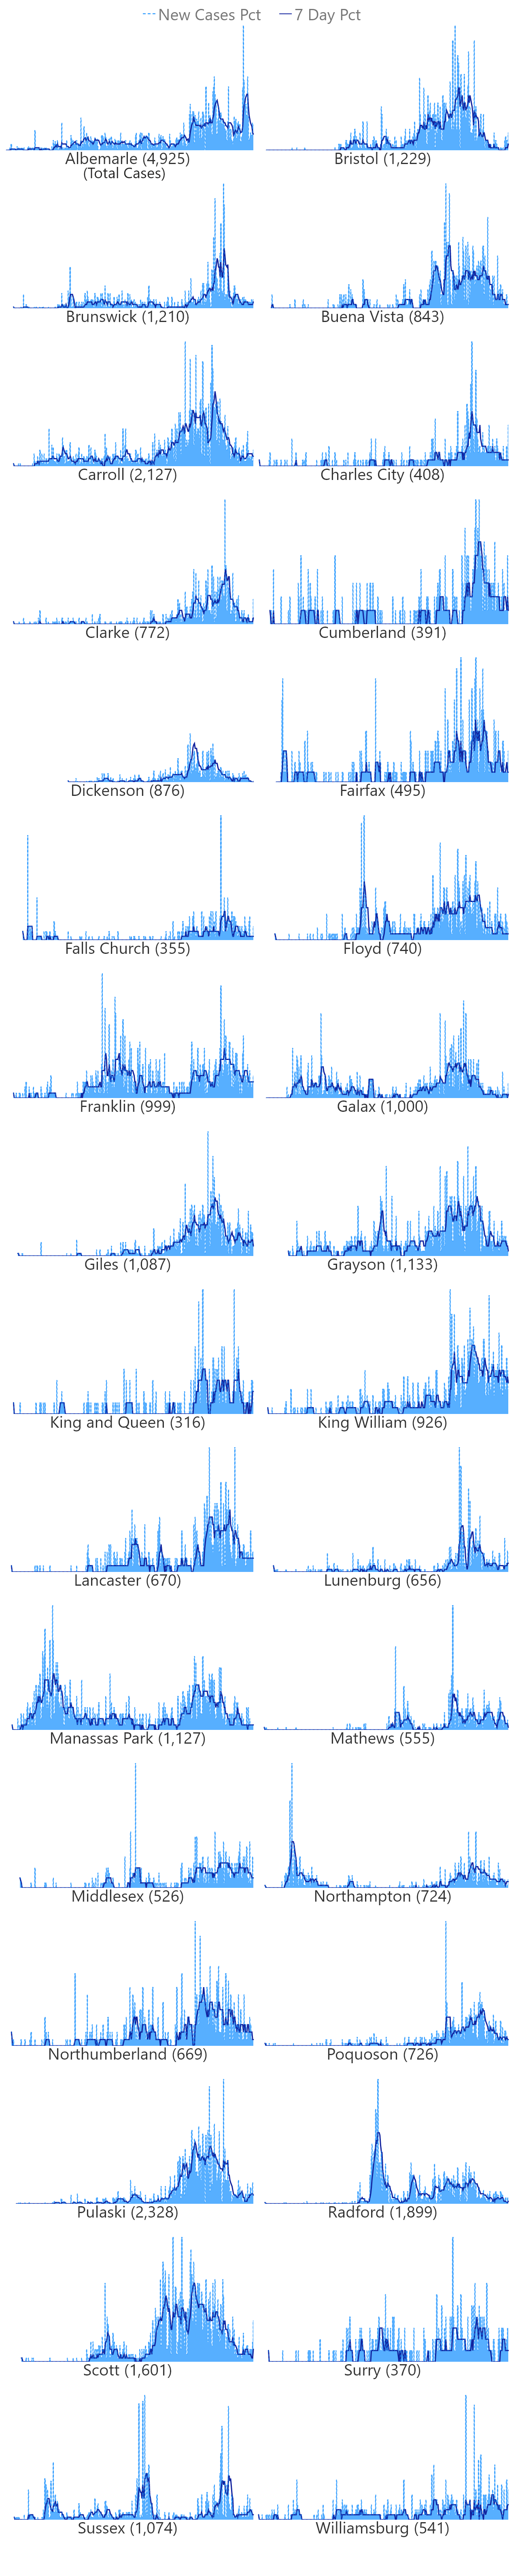 New Cases Pct 7 Day Pct
Albemarle (4,925) Bristol (1,229)
(Total Cases)
Brunswick (1,210) Buena Vista (843)
Carroll (2,127) Charles City (408)
Clarke (772) Cumberland (391)
Dickenson (876) Fairfax (495)
Falls Church (355) Floyd (740)
Franklin (999) Galax (1,000)
Giles (1,087) Grayson (1,133)
King and Queen (316) King William (926)
Lancaster (670) Lunenburg (656)
Manassas Park (1,127) Mathews (555)
Middlesex (526) Northampton (724)
Northumberland (669) Poquoson (726)
Pulaski (2,328) Radford (1,899)
Scott (1,601) Surry (370)
Sussex (1,074) Williamsburg (541)